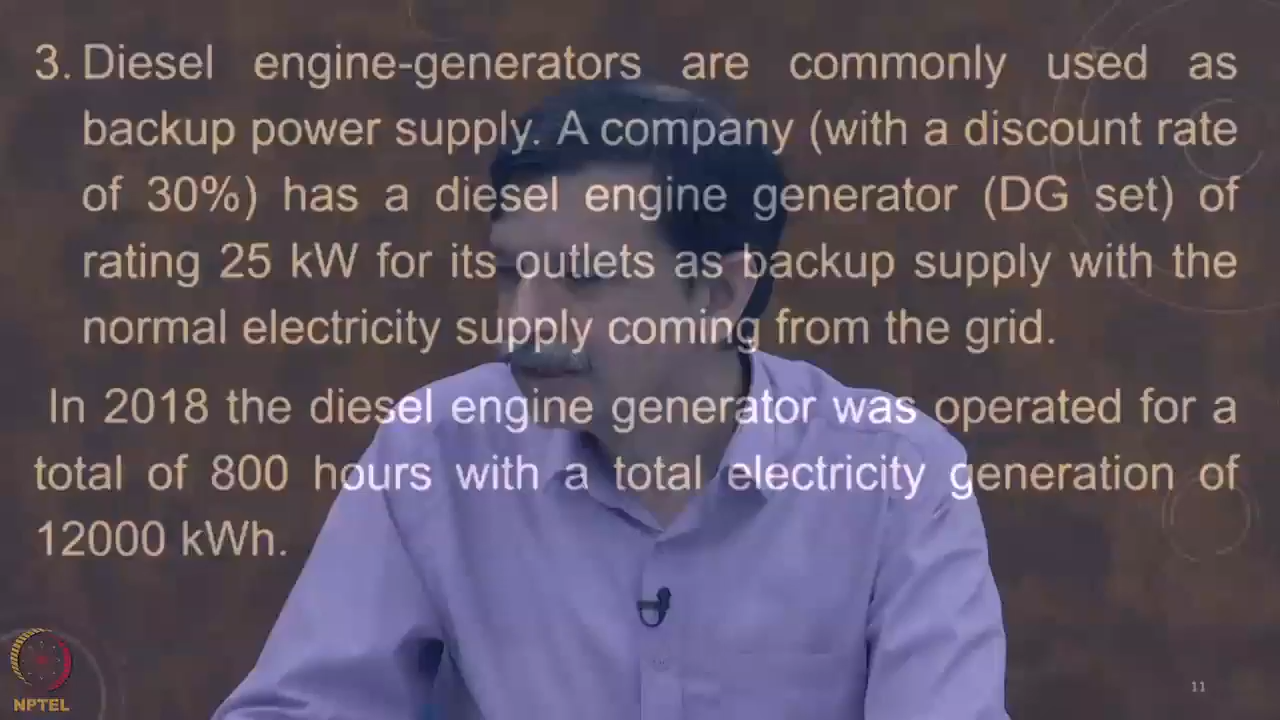 3. Diesel engine-generators are commonly used as
backup power supply. A company (with a discount rate
of 30%) has a diesel engine generator (DG set) of
rating 25 kW for its outlets as backup supply with the
normal electricity supply coming from the grid.
In 2018 the diesel engine generator was operated for a
total of 800 hours with a total electricity generation of
12000 kWh.
NPTEL
11